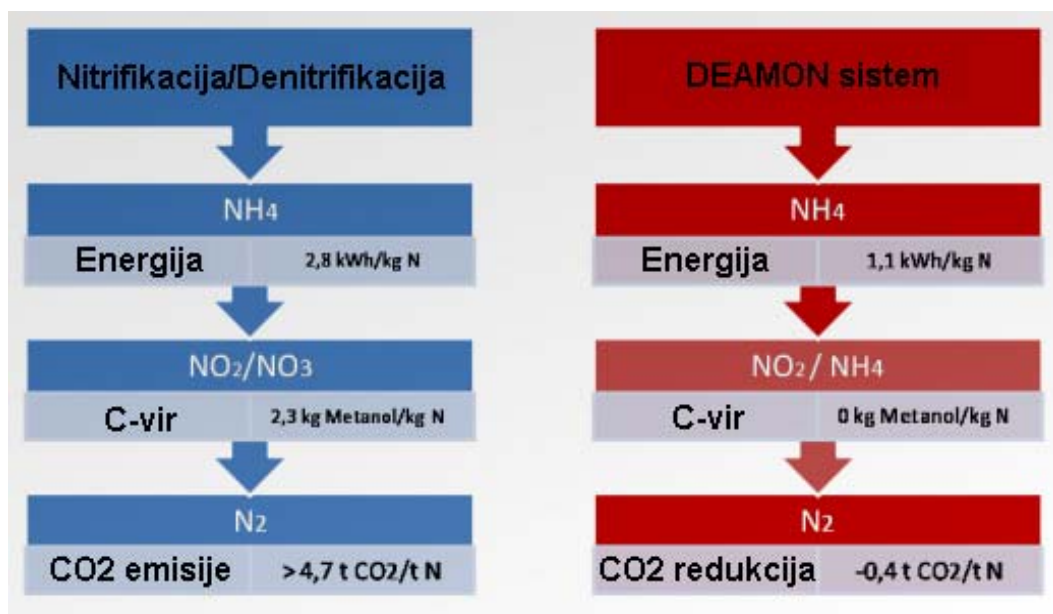 Nitrifikacija/Denitrifikacija
NH4
Energija 2,8 kWh/kg N
NO2/NO3
C-vir 2,3 kg Metanol/kg N
N2
CO2 emisije >4,7 t CO2/t N
DEAMON sistem
NH4
Energija 1,1 kWh/kg N
NO2/ NH4
C-vir 0 kg Metanol/kg N
N2
CO2 redukcija -0,4 t CO2/t N